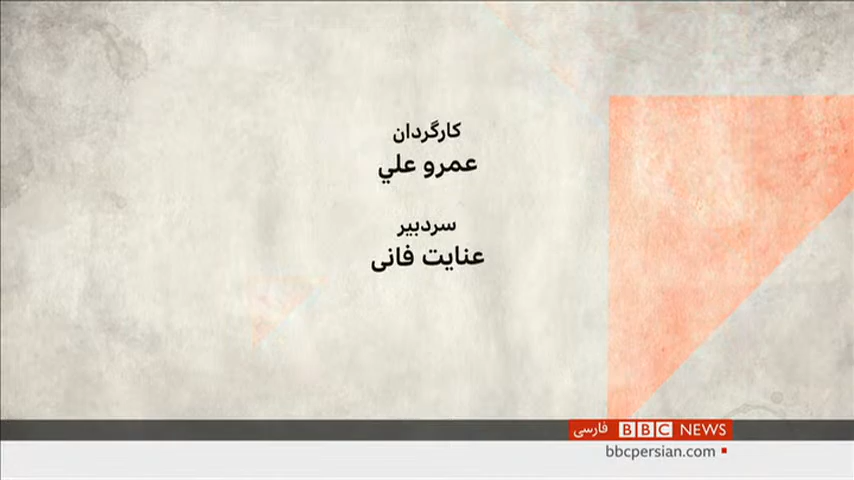 کارگردان
عمرو علي
سردبیر
عنایت فانی
BBC NEWS فارسی
bbcpersian.com